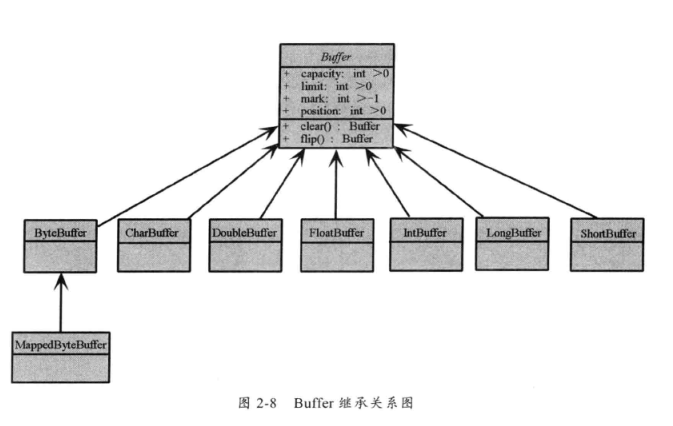 Buffer
+ capacity: int >0
+ limit: int >0
+ mark: int >-1
+ position: int >0
+ clear() : Buffer
+ flip() : Buffer
ByteBuffer
CharBuffer
DoubleBuffer
FloatBuffer
IntBuffer
LongBuffer
ShortBuffer
MappedByteBuffer
图 2-8 Buffer 继承关系图